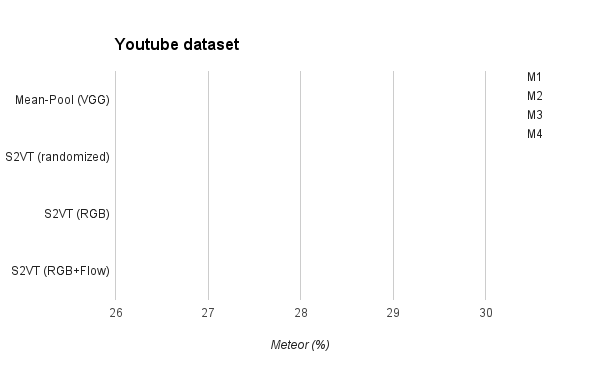 Youtube dataset
M1
Mean-Pool (VGG)
M2
M3
M4
S2VT (randomized)
S2VT (RGB)
S2VT (RGB+Flow)
26 27 28 29 30
Meteor (%)